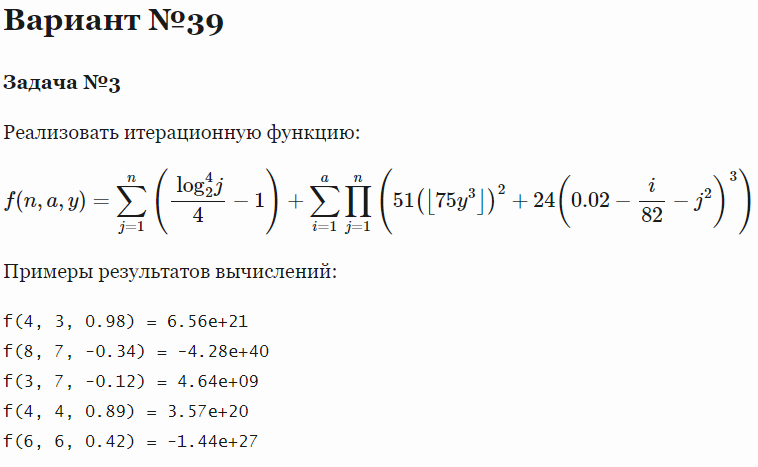 Вариант №39
Задача №3
Реализовать итерационную функцию:
f(n, a, y) = \sum_{j=1}^{n} \left( \frac{\log_2^4 j}{4} - 1 \right) + \sum_{i=1}^{a} \prod_{j=1}^{n} \left( 51 \left( \lfloor 75y^3 \rfloor \right)^2 + 24 \left( 0.02 - \frac{i}{82} - j^2 \right)^3 \right)
Примеры результатов вычислений:
f(4, 3, 0.98) = 6.56e+21
f(8, 7, -0.34) = -4.28e+40
f(3, 7, -0.12) = 4.64e+09
f(4, 4, 0.89) = 3.57e+20
f(6, 6, 0.42) = -1.44e+27